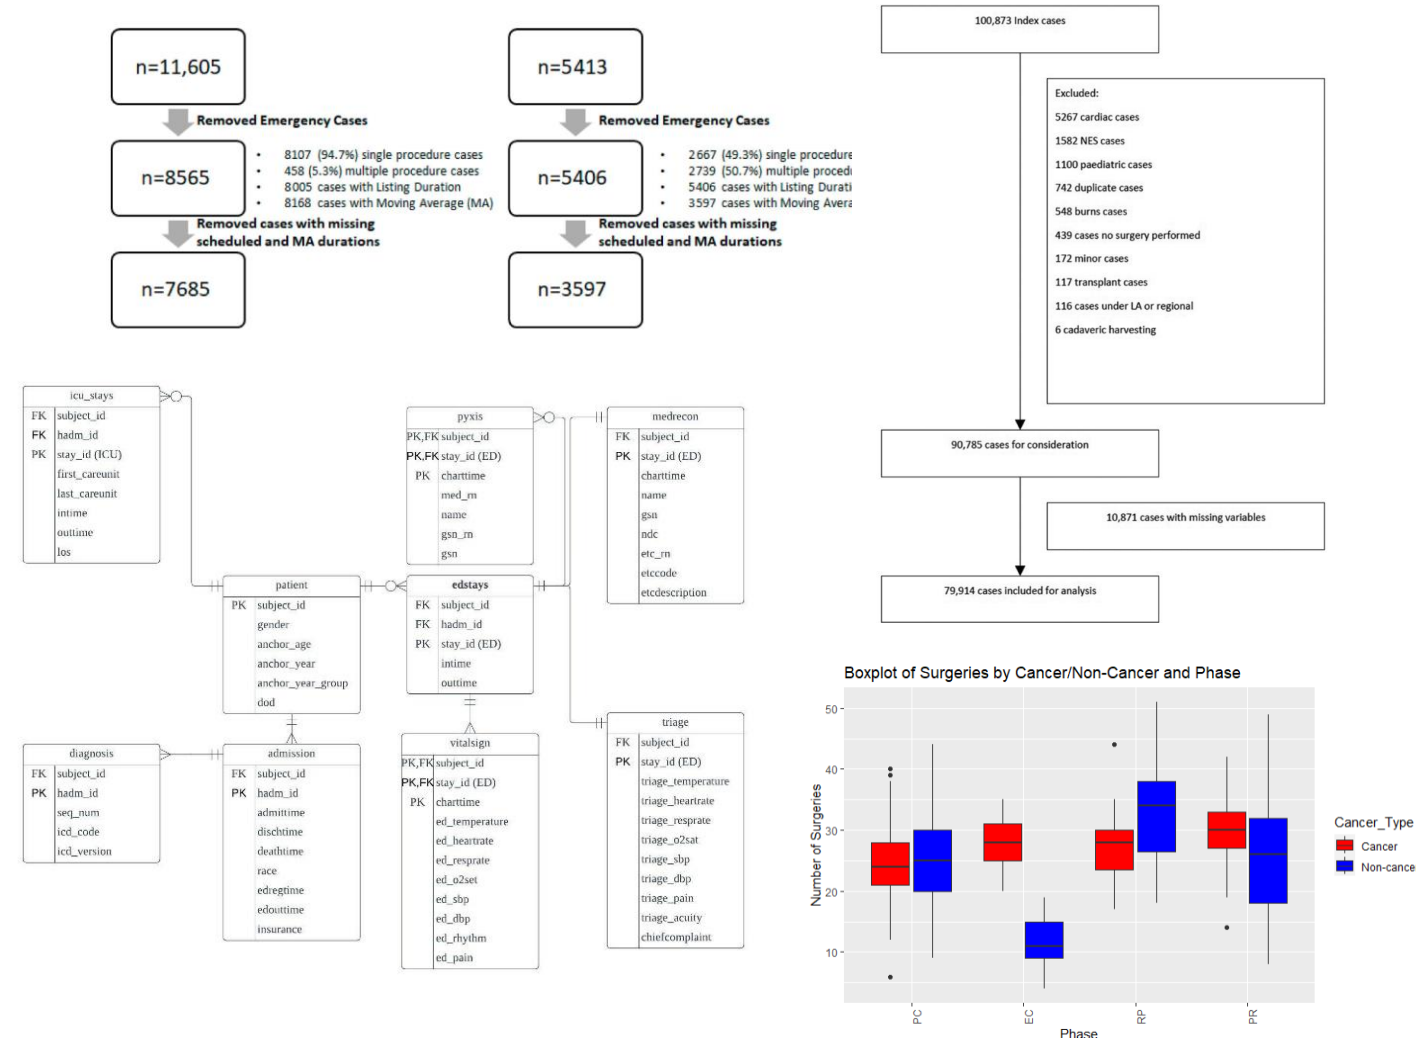 n=11,605
Removed Emergency Cases
n=8565
• 8107 (94.7%) single procedure cases
• 458 (5.3%) multiple procedure cases
• 8005 cases with Listing Duration
• 8168 cases with Moving Average (MA)
Removed cases with missing
scheduled and MA durations
n=7685
n=5413
Removed Emergency Cases
n=5406
• 2667 (49.3%) single procedure
• 2739 (50.7%) multiple proced
• 5406 cases with Listing Durati
• 3597 cases with Moving Avera
Removed cases with missing
scheduled and MA durations
n=3597
100,873 Index cases
Excluded:
5267 cardiac cases
1582 NES cases
1100 paediatric cases
742 duplicate cases
548 burns cases
439 cases no surgery performed
172 minor cases
117 transplant cases
116 cases under LA or regional
6 cadaveric harvesting
90,785 cases for consideration
10,871 cases with missing variables
79,914 cases included for analysis
icu_stays
FK subject_id
FK hadm_id
PK stay_id (ICU)
first_careunit
last_careunit
intime
outtime
los
pyxis
PK,FK subject_id
PK,FK stay_id (ED)
PK charttime
med_rn
name
gsn_rn
gsn
medrecon
FK subject_id
PK stay_id (ED)
charttime
name
gsn
ndc
etc_rn
etccode
etcdescription
patient
PK subject_id
gender
anchor_age
anchor_year
anchor_year_group
dod
edstays
FK subject_id
FK hadm_id
PK stay_id (ED)
intime
outtime
diagnosis
FK subject_id
PK hadm_id
seq_num
icd_code
icd_version
admission
FK subject_id
PK hadm_id
admittime
dischtime
deathtime
race
edregtime
edouttime
insurance
vitalsign
PK,FK subject_id
PK,FK stay_id (ED)
PK charttime
ed_temperature
ed_heartrate
ed_resprate
ed_o2set
ed_sbp
ed_dbp
ed_rhythm
ed_pain
triage
FK subject_id
PK stay_id (ED)
triage_temperature
triage_heartrate
triage_resprate
triage_o2sat
triage_sbp
triage_dbp
triage_pain
triage_acuity
chiefcomplaint
Boxplot of Surgeries by Cancer/Non-Cancer and Phase
Number of Surgeries
50
40
30
20
10
PC
EC
RP
PR
Phase
Cancer_Type
Cancer
Non-cance